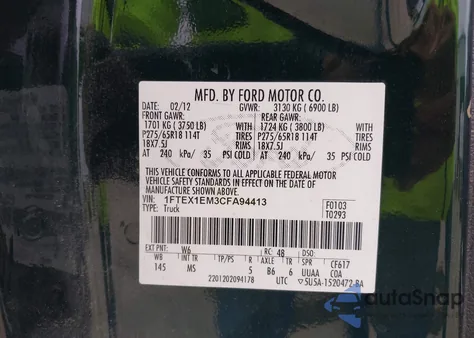 MFD. BY FORD MOTOR CO.
DATE: 02/12 GVWR: 3130 KG (6900 LB)
FRONT GAWR: REAR GAWR:
1701 KG (3750 LB) 1724 KG (3800 LB)
P275/65R18 114T TIRES P275/65R18 114T TIRES
18X7.5J RIMS 18X7.5J RIMS
AT 240 kPa/ 35 PSI COLD AT 240 kPa/ 35 PSI COLD
THIS VEHICLE CONFORMS TO ALL APPLICABLE FEDERAL MOTOR
VEHICLE SAFETY STANDARDS IN EFFECT ON THE DATE OF
MANUFACTURE SHOWN ABOVE.
VIN: 1FTEX1EM3CFA94413 F0103
TYPE: Truck T0293
EXT PNT: W6 RC: 48 DSO:
WB INT TR TP/PS R AXLE TR SPR CF617
145 MS 5 B6 6 UUAA COA
2201202094178 UTC SU5A-1520472-BA
autaSnap